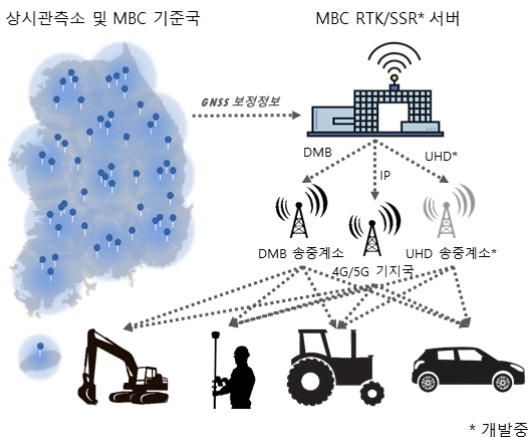 상시관측소 및 MBC 기준국
MBC RTK/SSR* 서버
GNSS 보정정보
DMB
IP
UHD*
DMB 송중계소
4G/5G 기지국
UHD 송중계소*
* 개발중